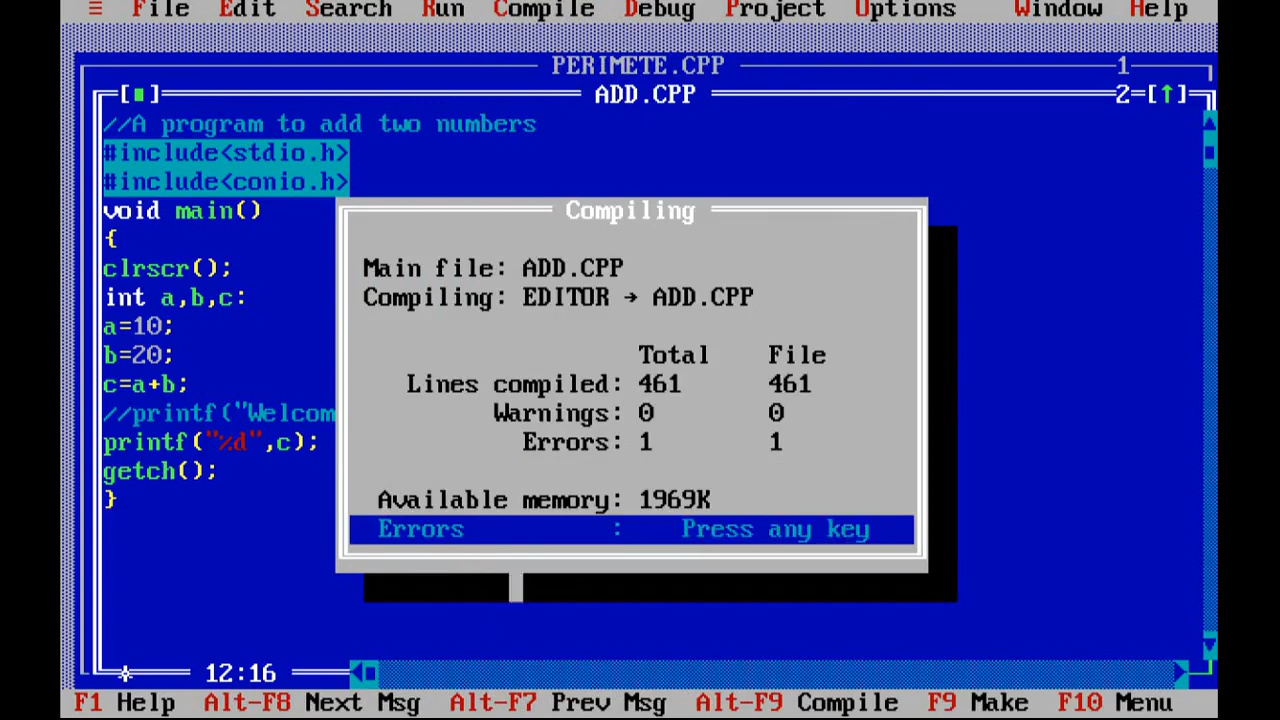 ≡ File Edit Search Run Compile Debug Project Options Window Help
PERIMETE.CPP 1
[■] ADD.CPP 2=[↑]
//A program to add two numbers
#include<stdio.h>
#include<conio.h>
void main()
{
clrscr();
int a,b,c:
a=10;
b=20;
c=a+b;
//printf("Welcom
printf("%d",c);
getch();
}
Compiling
Main file: ADD.CPP
Compiling: EDITOR → ADD.CPP
Total File
Lines compiled: 461 461
Warnings: 0 0
Errors: 1 1
Available memory: 1969K
Errors : Press any key
12:16
F1 Help Alt-F8 Next Msg Alt-F7 Prev Msg Alt-F9 Compile F9 Make F10 Menu